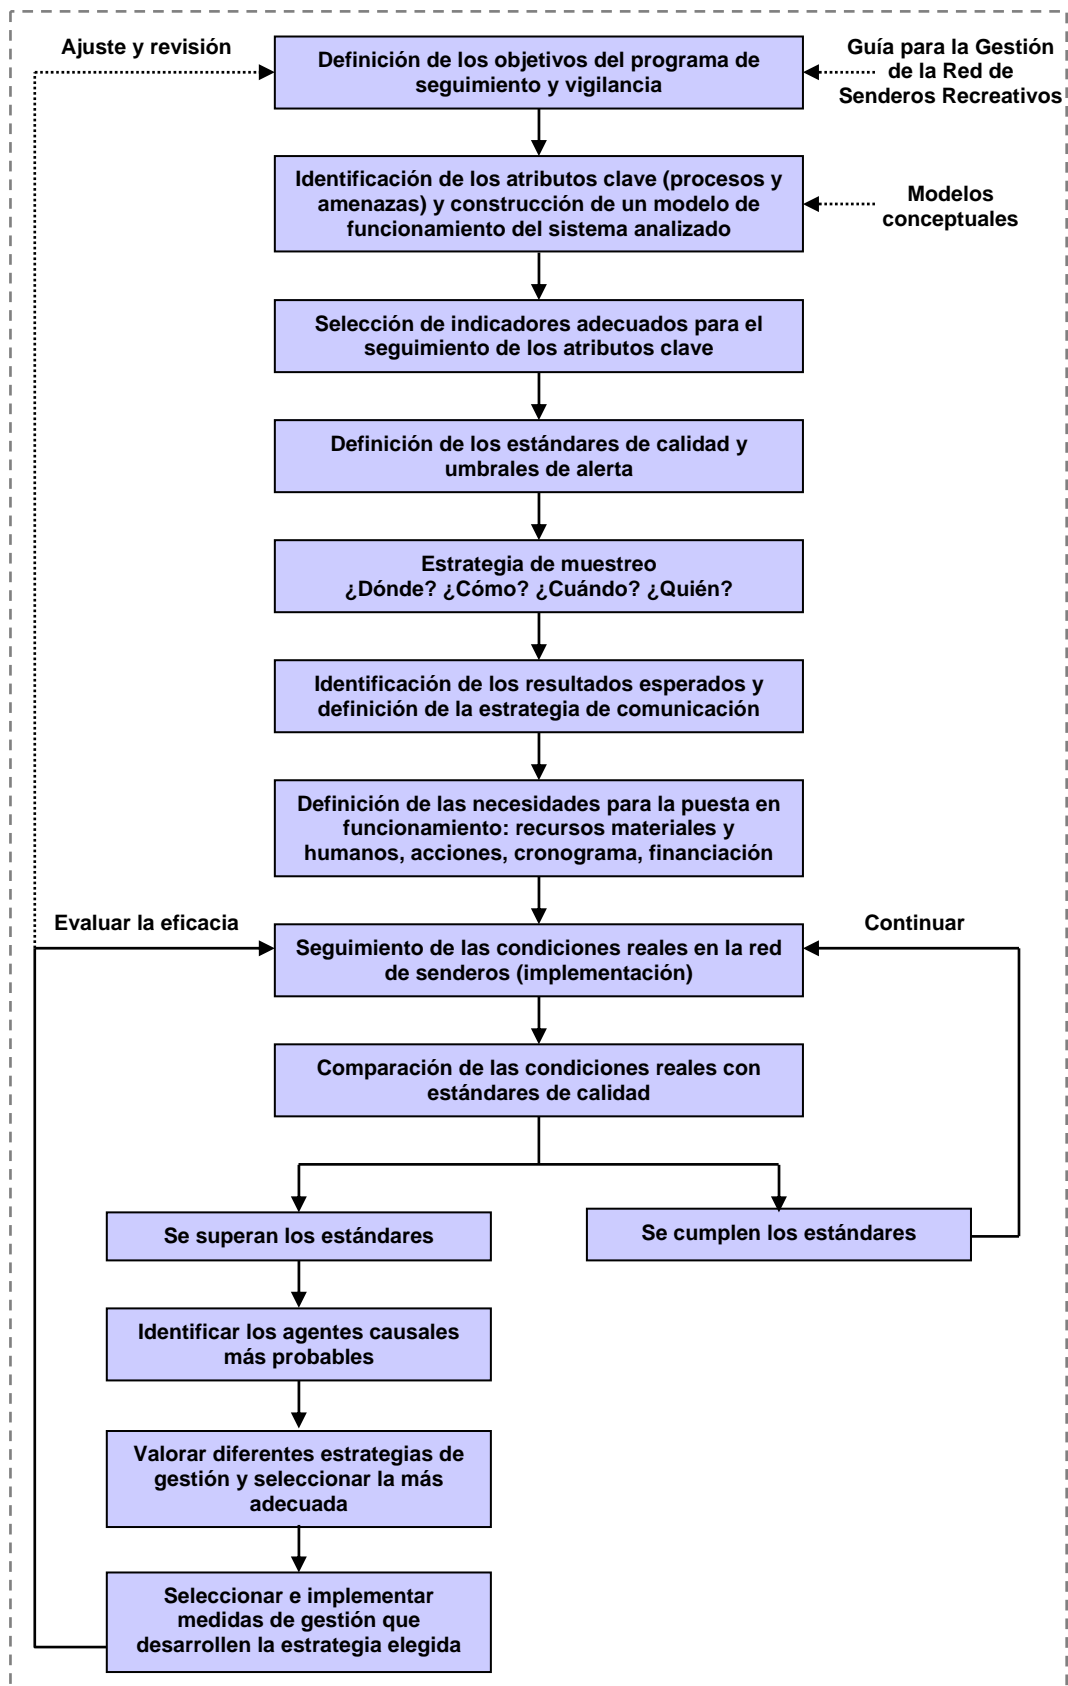 Ajuste y revisión
Definición de los objetivos del programa de
seguimiento y vigilancia
Guía para la Gestión
de la Red de
Senderos Recreativos
Identificación de los atributos clave (procesos y
amenazas) y construcción de un modelo de
funcionamiento del sistema analizado
Modelos
conceptuales
Selección de indicadores adecuados para el
seguimiento de los atributos clave
Definición de los estándares de calidad y
umbrales de alerta
Estrategia de muestreo
¿Dónde? ¿Cómo? ¿Cuándo? ¿Quién?
Identificación de los resultados esperados y
definición de la estrategia de comunicación
Definición de las necesidades para la puesta en
funcionamiento: recursos materiales y
humanos, acciones, cronograma, financiación
Evaluar la eficacia
Continuar
Seguimiento de las condiciones reales en la red
de senderos (implementación)
Comparación de las condiciones reales con
estándares de calidad
Se superan los estándares
Se cumplen los estándares
Identificar los agentes causales
más probables
Valorar diferentes estrategias de
gestión y seleccionar la más
adecuada
Seleccionar e implementar
medidas de gestión que
desarrollen la estrategia elegida